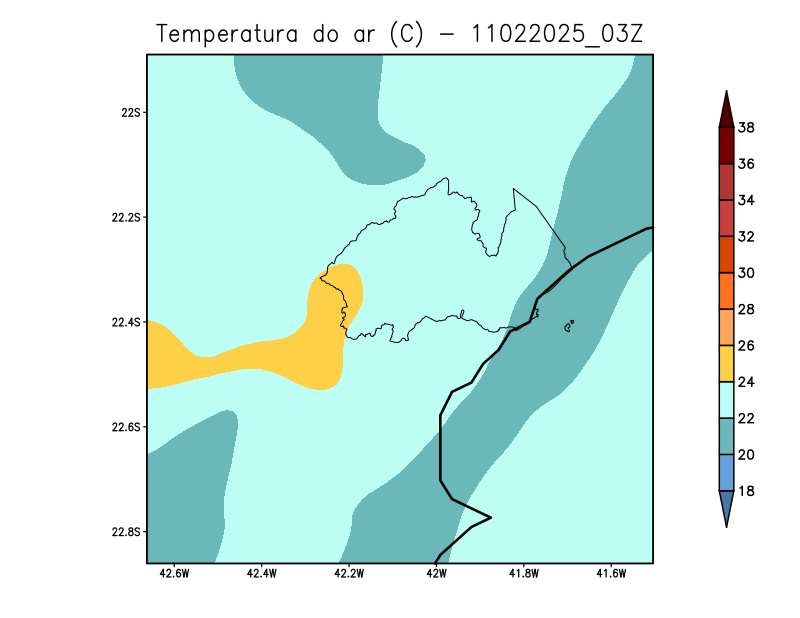 Temperatura do ar (C) - 11022025_03Z
22S
22.2S
22.4S
22.6S
22.8S
42.6W
42.4W
42.2W
42W
41.8W
41.6W
38
36
34
32
30
28
26
24
22
20
18